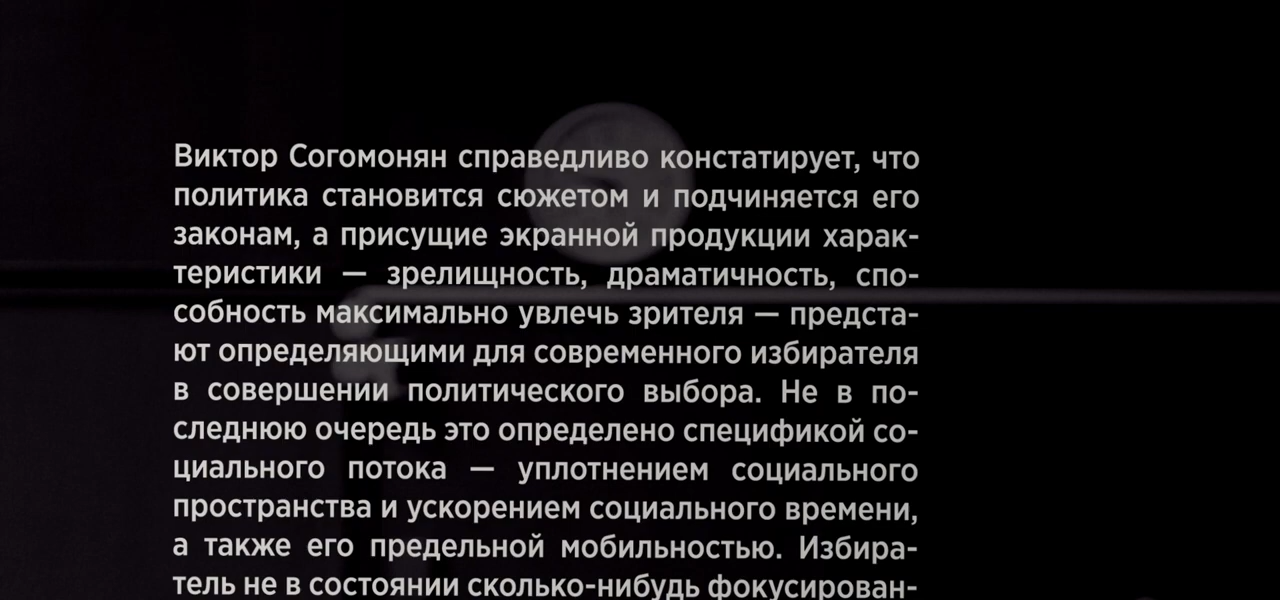 Виктор Согомонян справедливо констатирует, что
политика становится сюжетом и подчиняется его
законам, а присущие экранной продукции харак-
теристики — зрелищность, драматичность, спо-
собность максимально увлечь зрителя — предста-
ют определяющими для современного избирателя
в совершении политического выбора. Не в по-
следнюю очередь это определено спецификой со-
циального потока — уплотнением социального
пространства и ускорением социального времени,
а также его предельной мобильностью. Избира-
тель не в состоянии сколько-нибудь фокусирован-